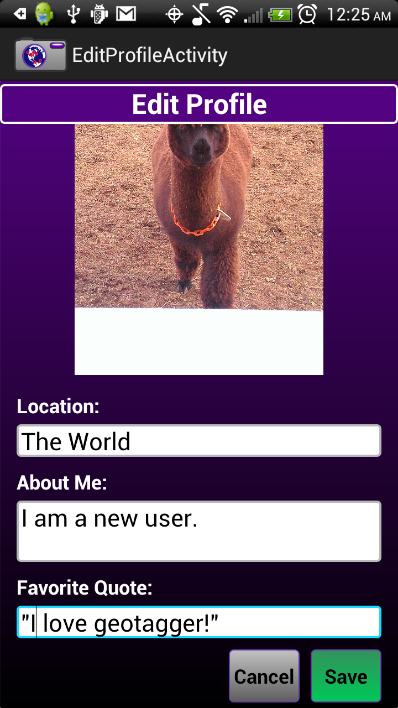 12:25 AM
EditProfileActivity
Edit Profile
Location:
The World
About Me:
I am a new user.
Favorite Quote:
"I love geotagger!"
Cancel
Save